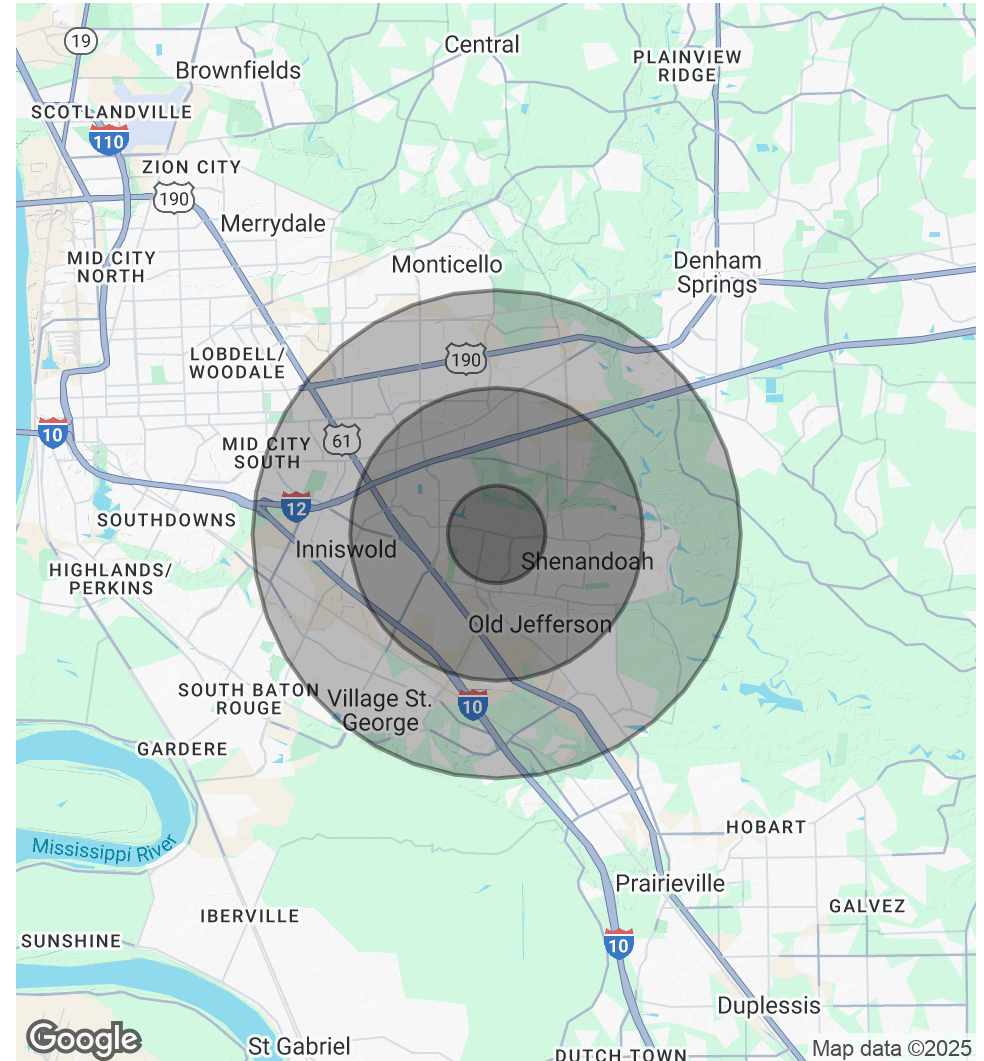 19
Central
PLAINVIEW
RIDGE
Brownfields
SCOTLANDVILLE
110
ZION CITY
190
Merrydale
MID CITY
NORTH
Monticello
Denham
Springs
LOBDELL/
WOODALE
190
10
61
MID CITY
SOUTH
12
SOUTHDOWNS
Inniswold
Shenandoah
HIGHLANDS/
PERKINS
Old Jefferson
SOUTH BATON
ROUGE
Village St.
George
10
GARDERE
Mississippi River
HOBART
Prairieville
GALVEZ
IBERVILLE
SUNSHINE
10
Duplessis
Google
St Gabriel
DUTCH TOWN
Map data ©2025